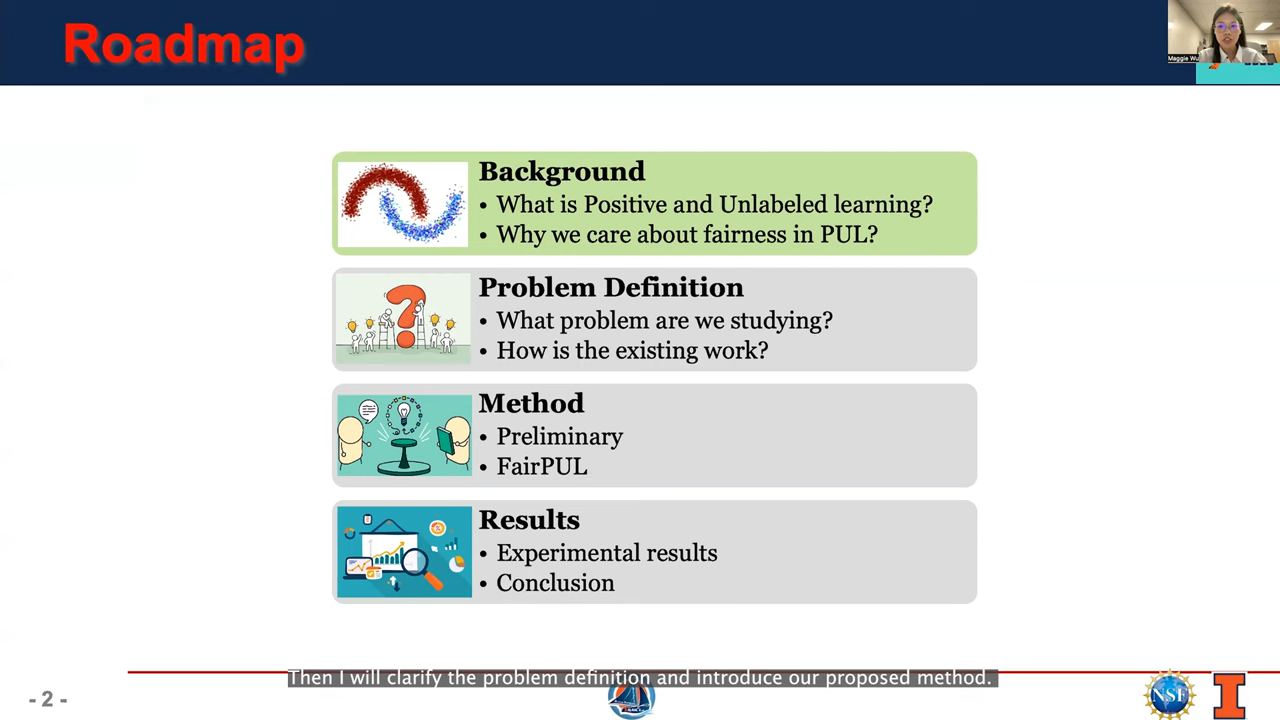 Roadmap
Maggie Wu
Background
• What is Positive and Unlabeled learning?
• Why we care about fairness in PUL?
Problem Definition
• What problem are we studying?
• How is the existing work?
Method
• Preliminary
• FairPUL
Results
• Experimental results
• Conclusion
Then I will clarify the problem definition and introduce our proposed method.
- 2 -
NSF
I